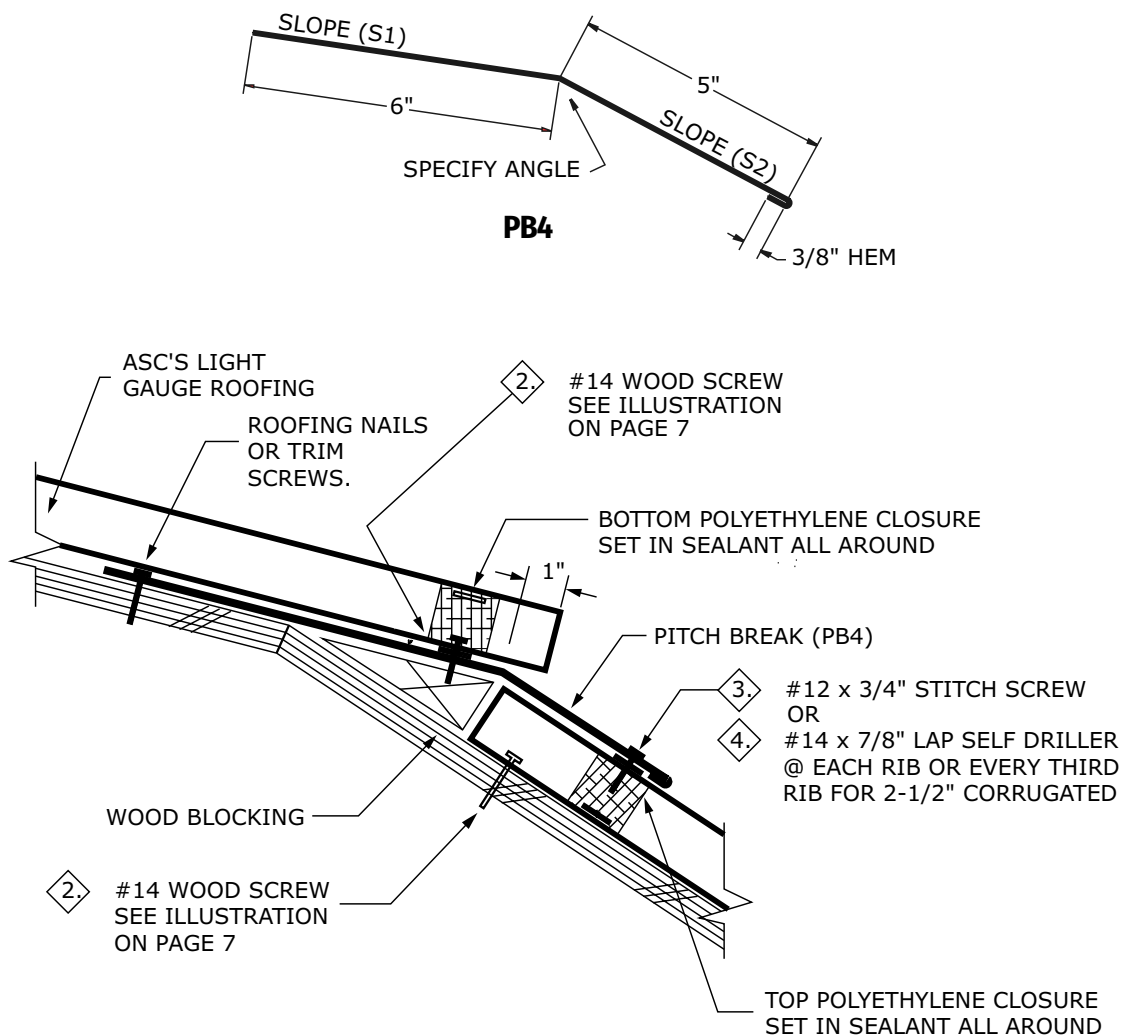 SLOPE (S1)
6"
5"
SLOPE (S2)
SPECIFY ANGLE
PB4
3/8" HEM
ASC'S LIGHT
GAUGE ROOFING
ROOFING NAILS
OR TRIM
SCREWS.
2. #14 WOOD SCREW
SEE ILLUSTRATION
ON PAGE 7
BOTTOM POLYETHYLENE CLOSURE
SET IN SEALANT ALL AROUND
1"
PITCH BREAK (PB4)
3. #12 x 3/4" STITCH SCREW
OR
4. #14 x 7/8" LAP SELF DRILLER
@ EACH RIB OR EVERY THIRD
RIB FOR 2-1/2" CORRUGATED
WOOD BLOCKING
2. #14 WOOD SCREW
SEE ILLUSTRATION
ON PAGE 7
TOP POLYETHYLENE CLOSURE
SET IN SEALANT ALL AROUND